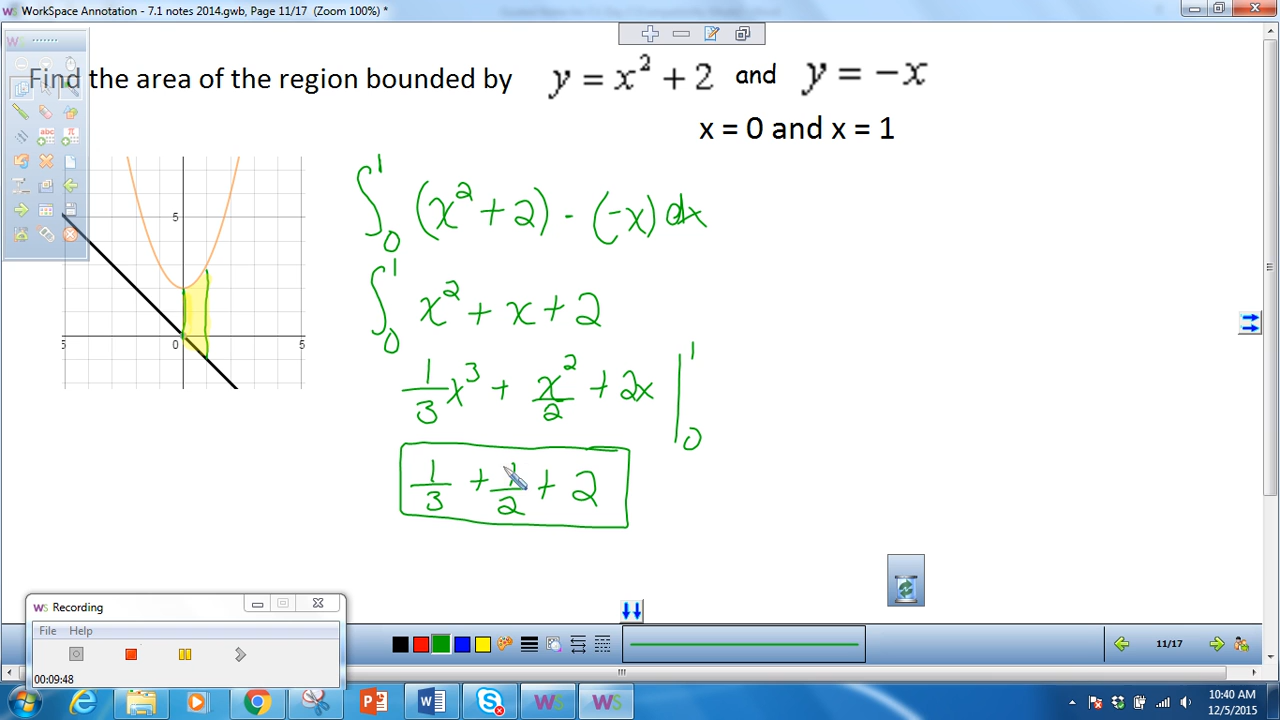 WorkSpace Annotation - 7.1 notes 2014.gwb, Page 11/17 (Zoom 100%) *
Find the area of the region bounded by y = x² + 2 and y = −x
x = 0 and x = 1
∫₀¹ (x² + 2) - (-x) dx
∫₀¹ x² + x + 2
1/3 x³ + x²/2 + 2x |₀¹
1/3 + 1/2 + 2
5
5 0 5
WS Recording
File Help
00:09:48
11/17
10:40 AM
12/5/2015